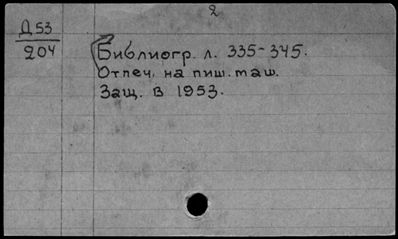 2
Д53
204
Библиогр. л. 335-345.
Отпеч. на пиш. маш.
Защ. в 1953.